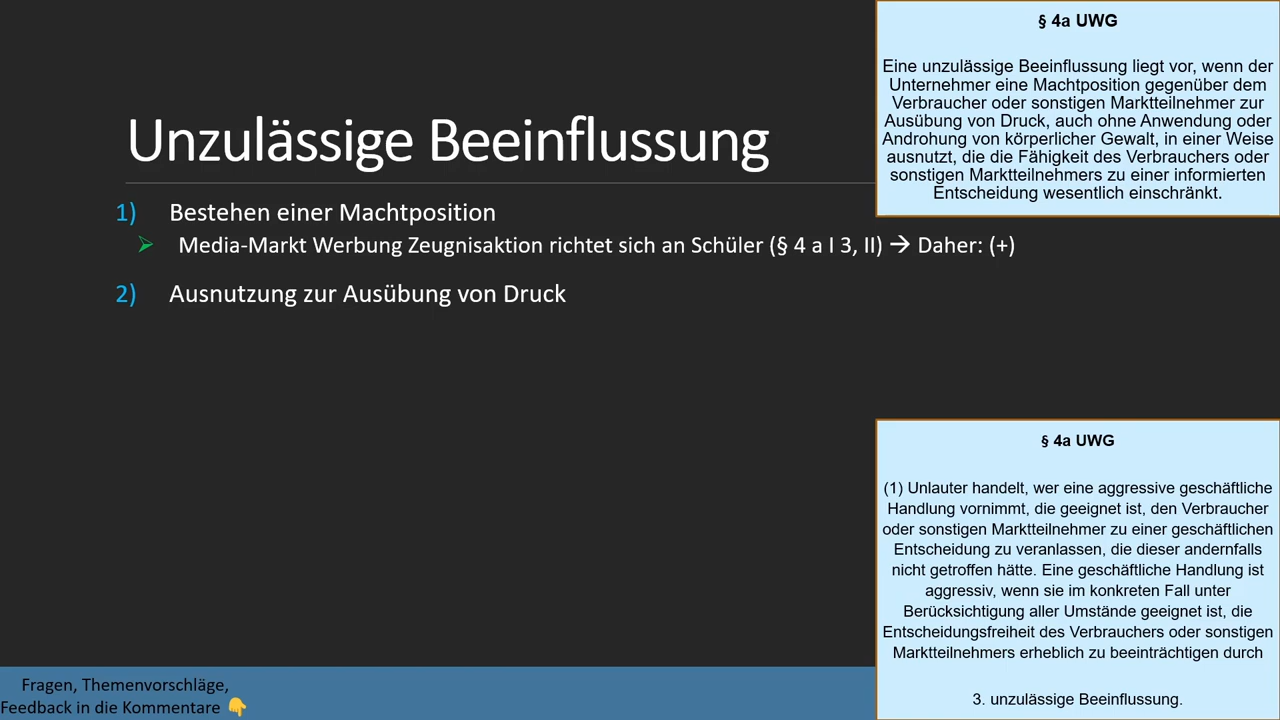 Unzulässige Beeinflussung
1) Bestehen einer Machtposition
Media-Markt Werbung Zeugnisaktion richtet sich an Schüler (§ 4 a I 3, II) → Daher: (+)
2) Ausnutzung zur Ausübung von Druck
§ 4a UWG
Eine unzulässige Beeinflussung liegt vor, wenn der
Unternehmer eine Machtposition gegenüber dem
Verbraucher oder sonstigen Marktteilnehmer zur
Ausübung von Druck, auch ohne Anwendung oder
Androhung von körperlicher Gewalt, in einer Weise
ausnutzt, die die Fähigkeit des Verbrauchers oder
sonstigen Marktteilnehmers zu einer informierten
Entscheidung wesentlich einschränkt.
§ 4a UWG
(1) Unlauter handelt, wer eine aggressive geschäftliche
Handlung vornimmt, die geeignet ist, den Verbraucher
oder sonstigen Marktteilnehmer zu einer geschäftlichen
Entscheidung zu veranlassen, die dieser andernfalls
nicht getroffen hätte. Eine geschäftliche Handlung ist
aggressiv, wenn sie im konkreten Fall unter
Berücksichtigung aller Umstände geeignet ist, die
Entscheidungsfreiheit des Verbrauchers oder sonstigen
Marktteilnehmers erheblich zu beeinträchtigen durch
3. unzulässige Beeinflussung.
Fragen, Themenvorschläge,
Feedback in die Kommentare 👇